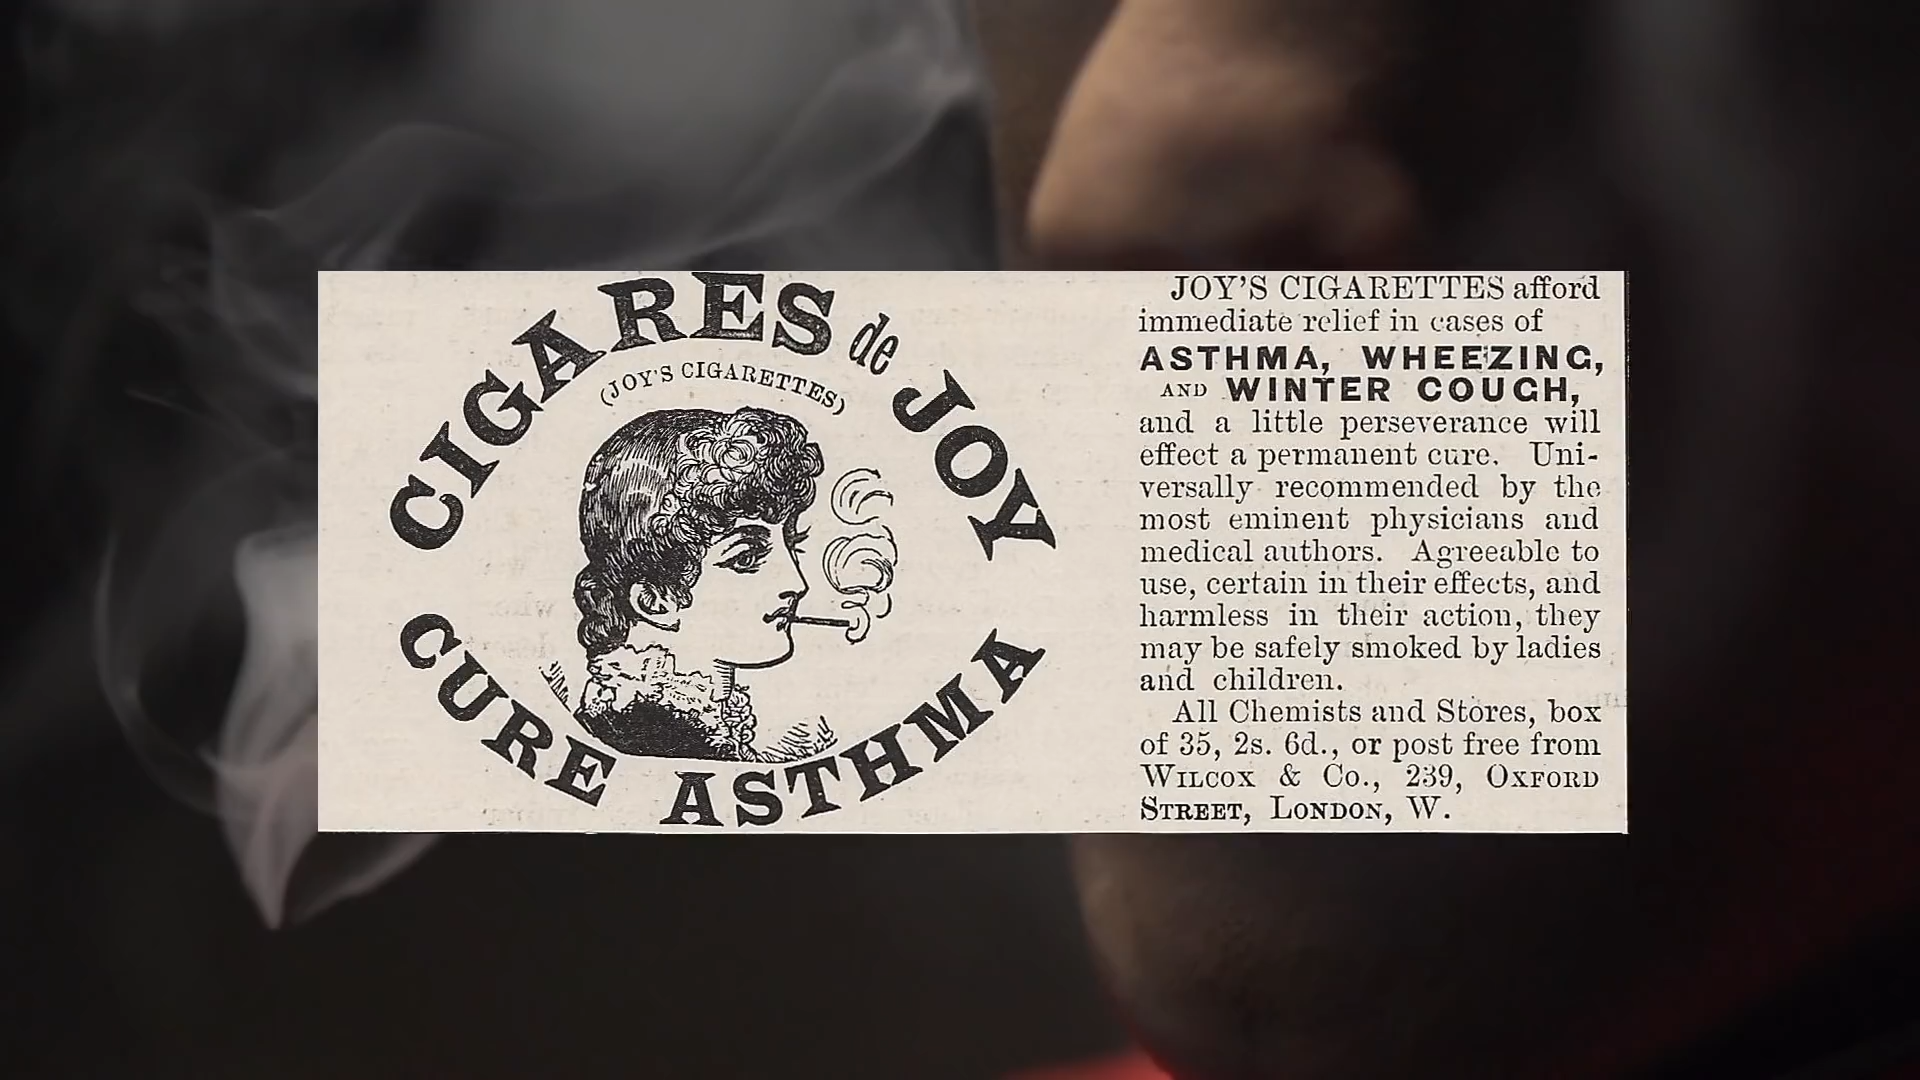 CIGARES de JOY
(JOY'S CIGARETTES)
CURE ASTHMA
JOY'S CIGARETTES afford
immediate relief in cases of
ASTHMA, WHEEZING,
AND WINTER COUGH,
and a little perseverance will
effect a permanent cure. Uni-
versally recommended by the
most eminent physicians and
medical authors. Agreeable to
use, certain in their effects, and
harmless in their action, they
may be safely smoked by ladies
and children.
All Chemists and Stores, box
of 35, 2s. 6d., or post free from
WILCOX & Co., 239, OXFORD
STREET, LONDON, W.